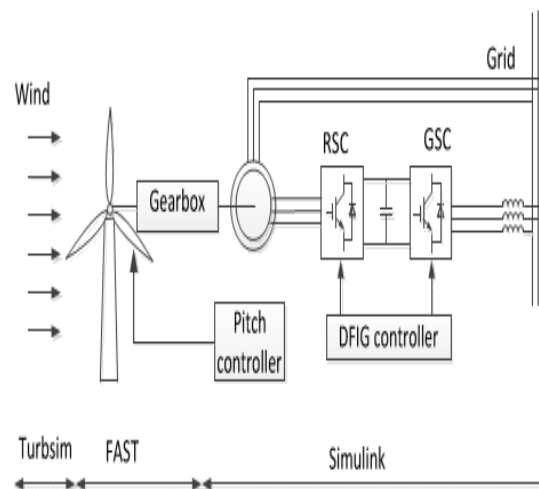 Grid
Wind
RSC
GSC
Gearbox
Pitch
controller
DFIG controller
Turbsim
FAST
Simulink